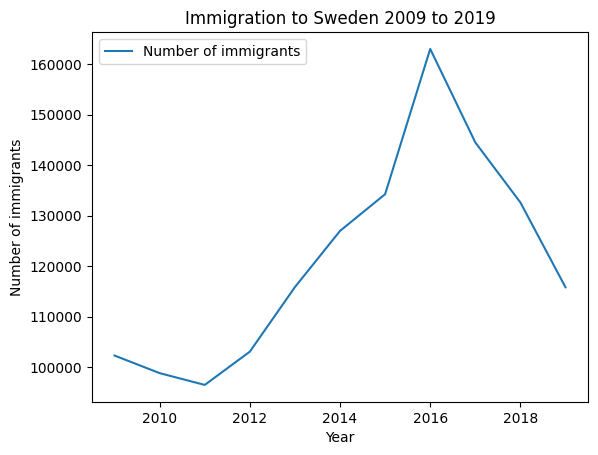 Immigration to Sweden 2009 to 2019
Number of immigrants
160000
150000
140000
130000
120000
110000
100000
Number of immigrants
2010 2012 2014 2016 2018
Year